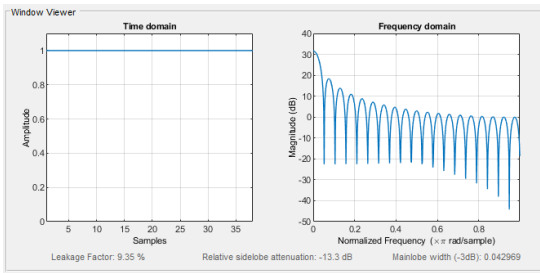 Window Viewer
Time domain
1
0.8
0.6
0.4
0.2
0
Amplitude
5 10 15 20 25 30 35
Samples
Frequency domain
40
30
20
10
0
-10
-20
-30
-40
-50
Magnitude (dB)
0 0.2 0.4 0.6 0.8
Normalized Frequency (×π rad/sample)
Leakage Factor: 9.35 % Relative sidelobe attenuation: -13.3 dB Mainlobe width (-3dB): 0.042969